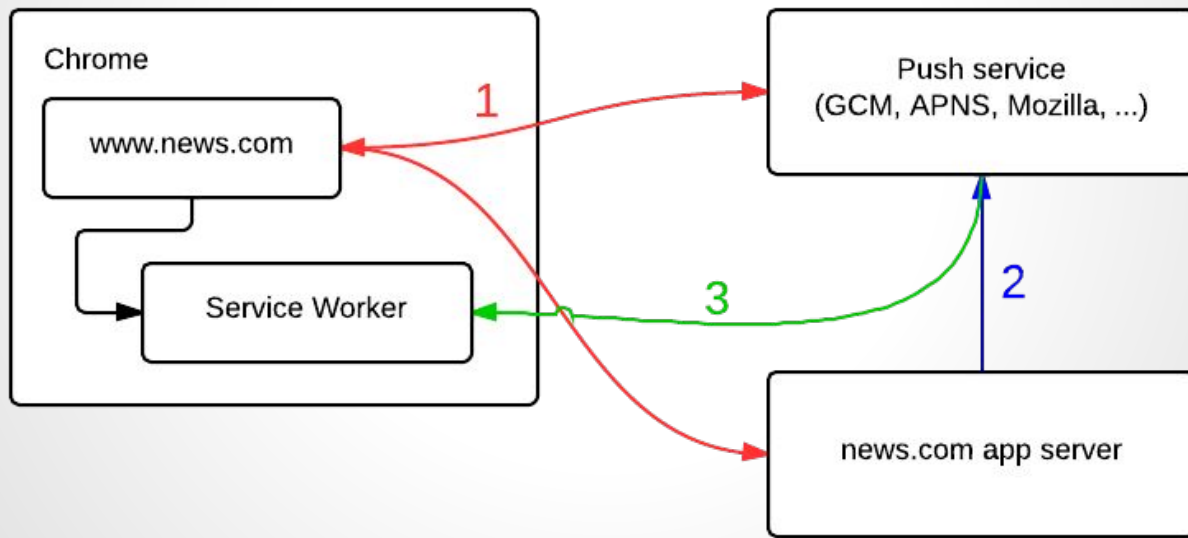 Chrome
www.news.com
1
Push service
(GCM, APNS, Mozilla, ...)
Service Worker
3
2
news.com app server